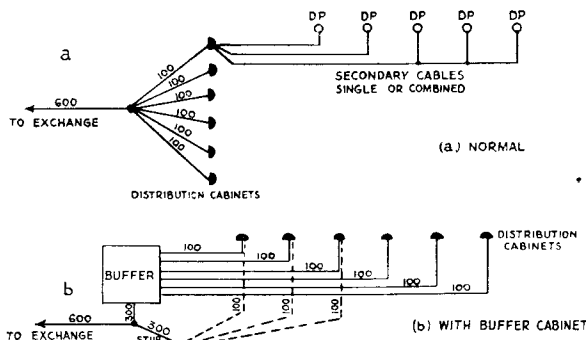 DP DP DP DP DP
a
100
100
100
100
100
100
600
TO EXCHANGE
SECONDARY CABLES
SINGLE OR COMBINED
(a.) NORMAL
DISTRIBUTION CABINETS
DISTRIBUTION
CABINETS
100
100
100
100
100
100
BUFFER
b
300
100
100
100
600
TO EXCHANGE
300
STUB
(b) WITH BUFFER CABINET